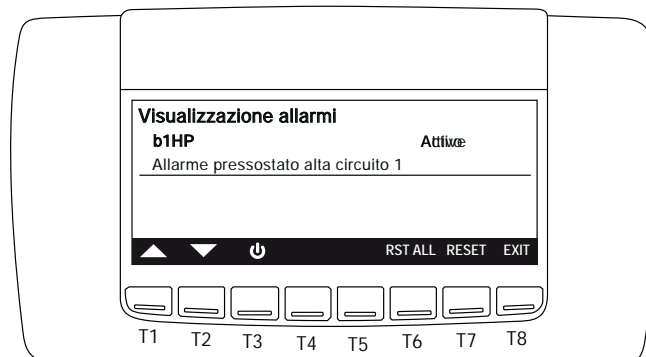 Visualizzazione allarmi
b1HP
Allarme pressostato alta circuito 1
RST ALL RESET EXIT
T1 T2 T3 T4 T5 T6 T7 T8